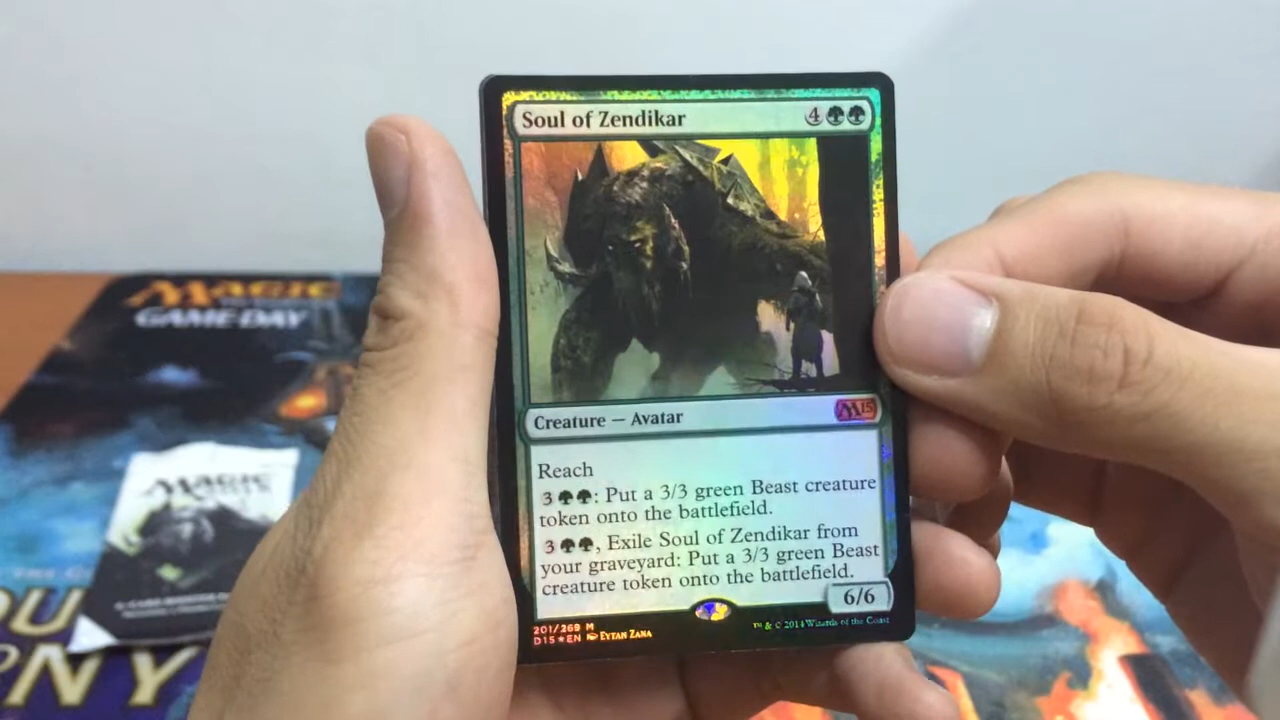 Soul of Zendikar 4
Creature — Avatar M15
Reach
3 : Put a 3/3 green Beast creature
token onto the battlefield.
3 , Exile Soul of Zendikar from
your graveyard: Put a 3/3 green Beast
creature token onto the battlefield.
6/6
201/269 M
D15★EN Eytan Zana
™ & © 2014 Wizards of the Coast
MAGIC
GAME DAY
MAGIC
NY